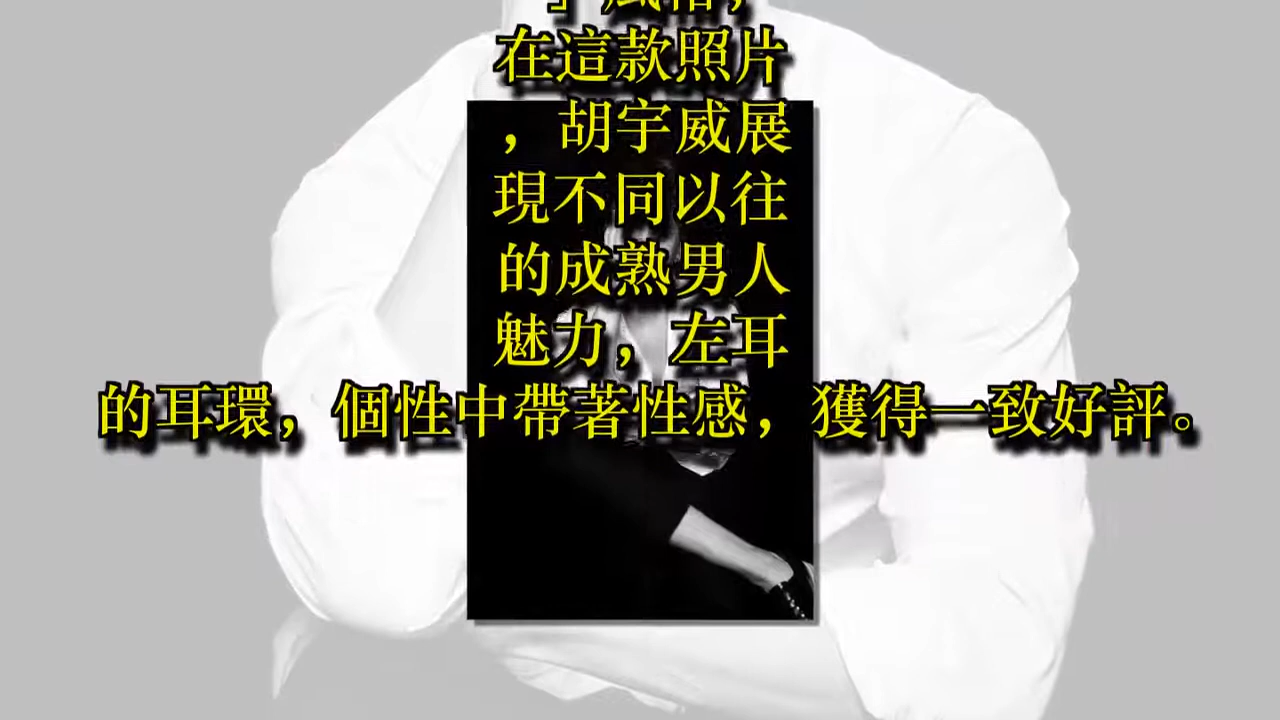 」風格，
在這款照片
，胡宇威展
現不同以往
的成熟男人
魅力，左耳
的耳環，個性中帶著性感，獲得一致好評。